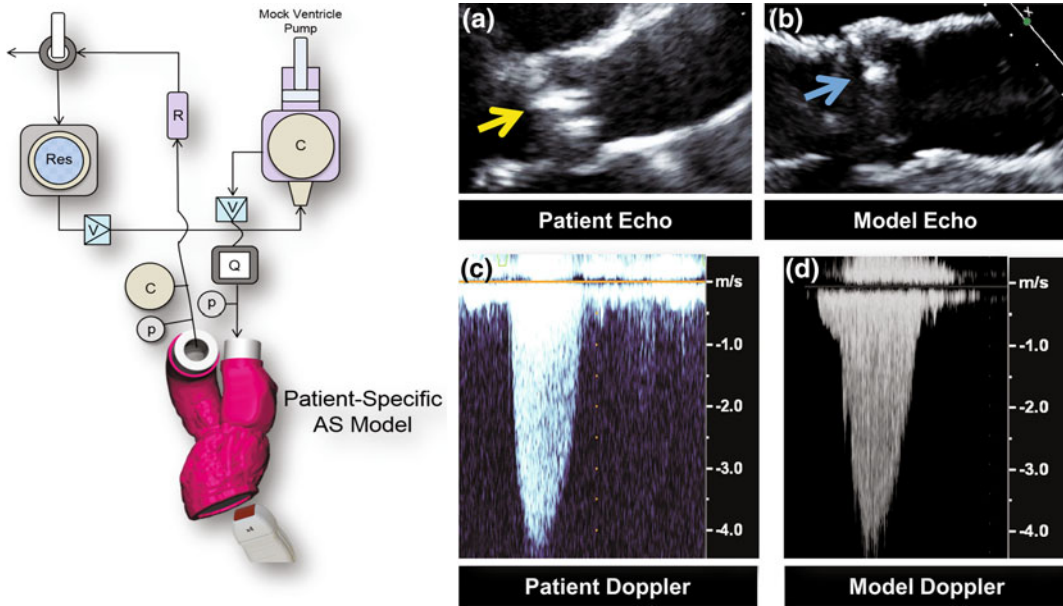 Mock Ventricle
Pump
R
C
Res
V
V
Q
C
p
p
Patient-Specific
AS Model
(a)
(b)
Patient Echo
Model Echo
(c)
m/s
-1.0
-2.0
-3.0
-4.0
Patient Doppler
(d)
m/s
-1.0
-2.0
-3.0
-4.0
Model Doppler